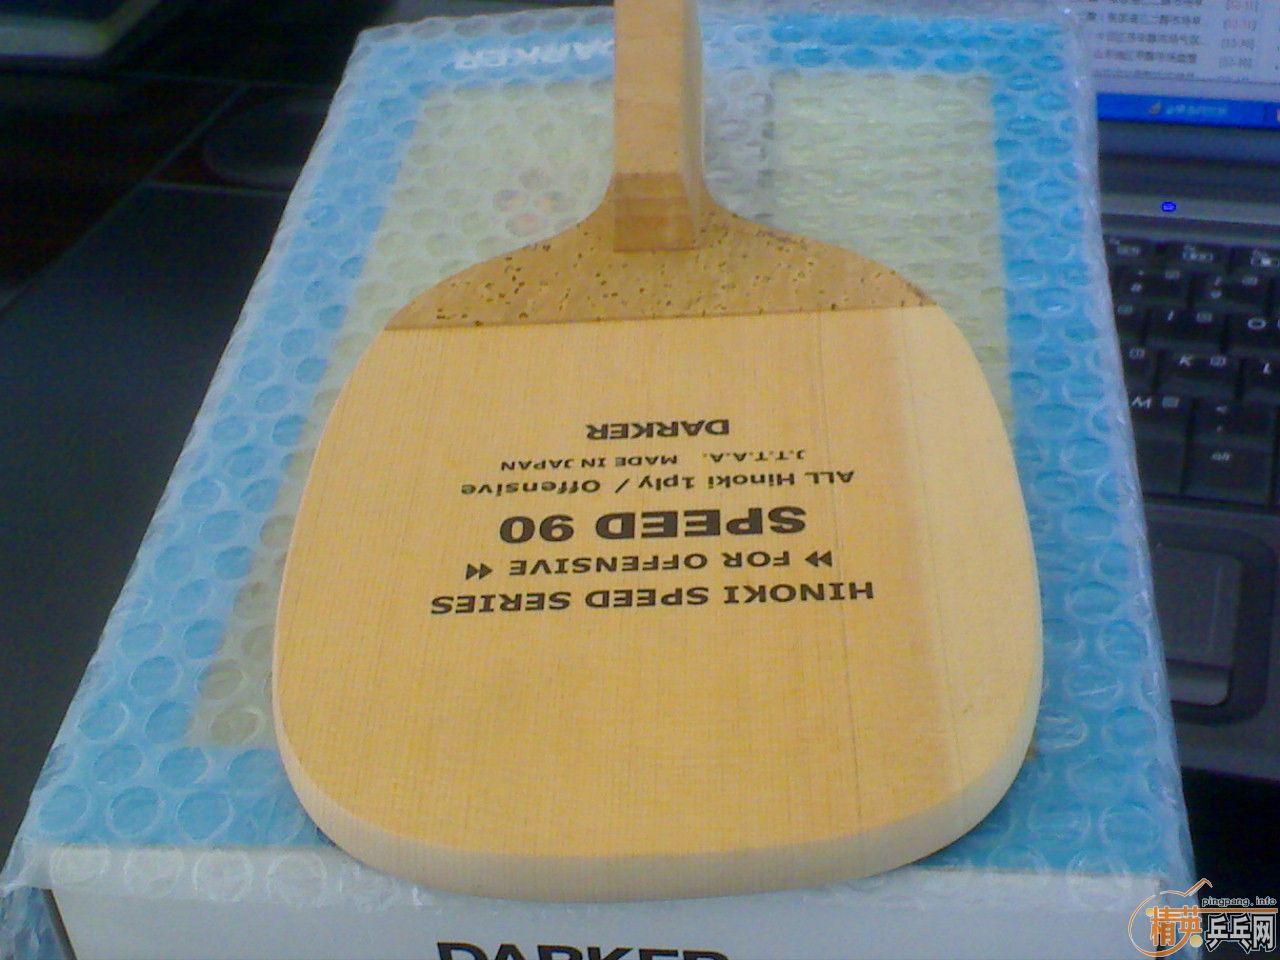 DARKER
HINOKI SPEED SERIES
FOR OFFENSIVE
SPEED 90
ALL Hinoki 1ply / Offensive
J.T.A.A. MADE IN JAPAN
DARKER
DARKER
pingpang.info
精英乒乓网